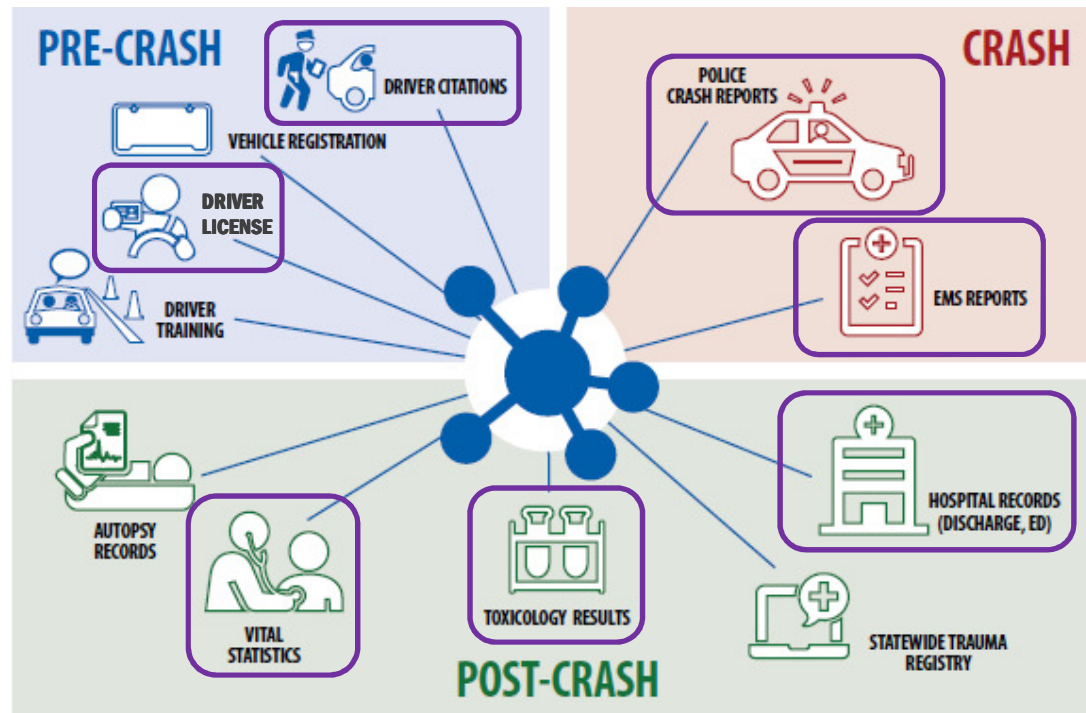 PRE-CRASH
DRIVER CITATIONS
VEHICLE REGISTRATION
DRIVER
LICENSE
DRIVER
TRAINING
CRASH
POLICE
CRASH REPORTS
EMS REPORTS
AUTOPSY
RECORDS
VITAL
STATISTICS
TOXICOLOGY RESULTS
HOSPITAL RECORDS
(DISCHARGE, ED)
STATEWIDE TRAUMA
REGISTRY
POST-CRASH